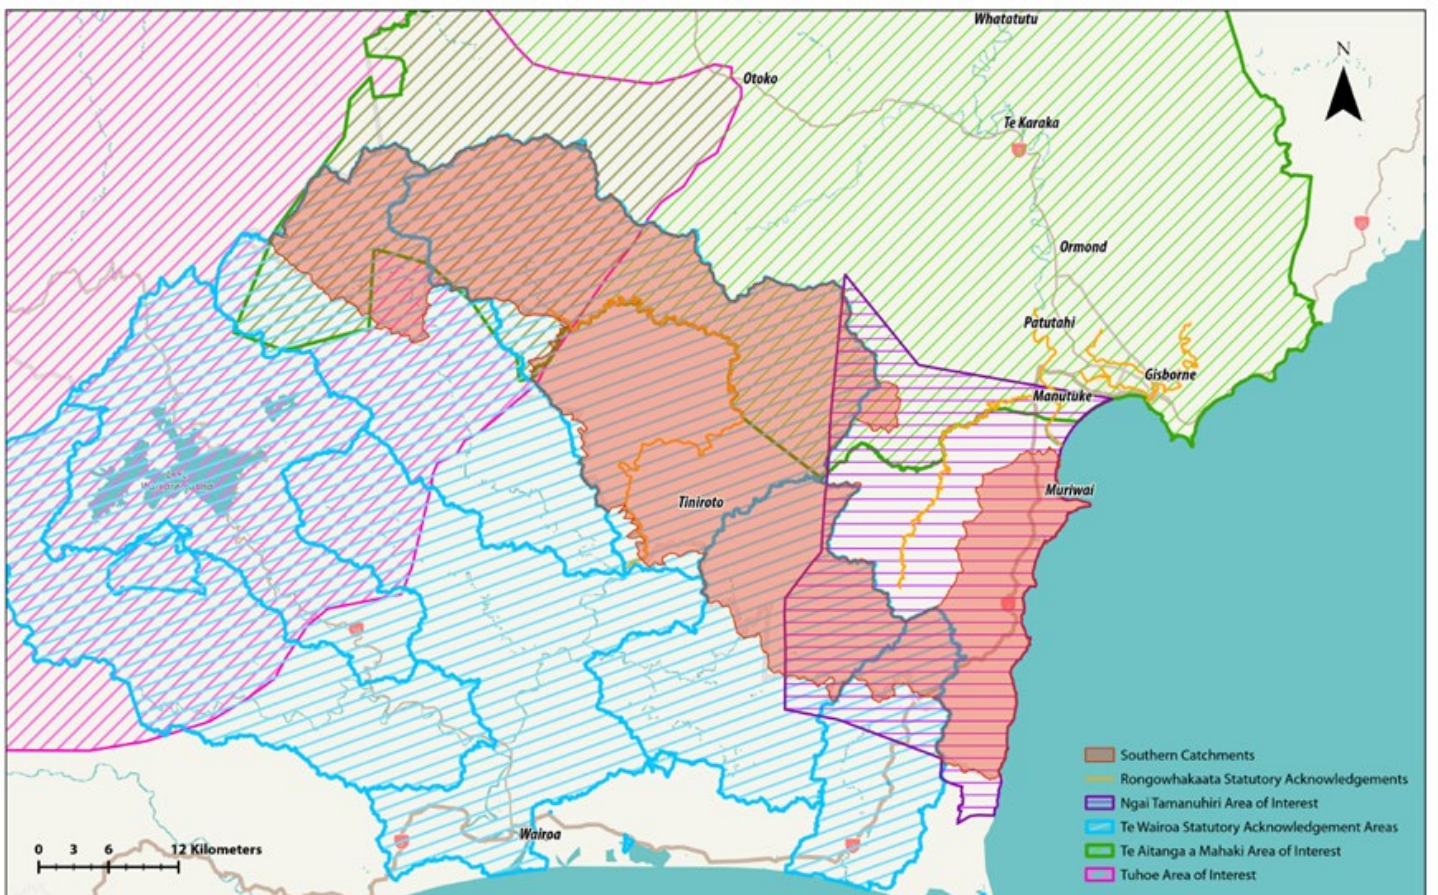 Whatatutu
N
Otoko
Te Karaka
Ormond
Patutahi
Gisborne
Manutuke
Muriwai
Tiniroto
Wairoa
Southern Catchments
Rongowhakaata Statutory Acknowledgements
Ngai Tamanuhiri Area of Interest
Te Wairoa Statutory Acknowledgement Areas
Te Aitanga a Mahaki Area of Interest
Tuhoe Area of Interest
0 3 6 12 Kilometers